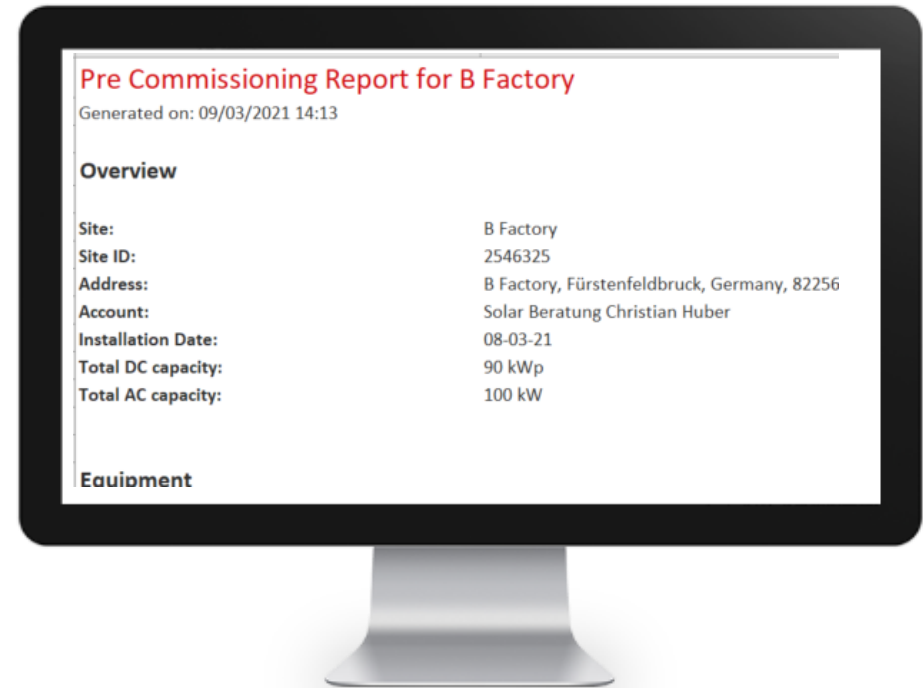 Pre Commissioning Report for B Factory
Generated on: 09/03/2021 14:13
Overview
Site: B Factory
Site ID: 2546325
Address: B Factory, Fürstenfeldbruck, Germany, 82256
Account: Solar Beratung Christian Huber
Installation Date: 08-03-21
Total DC capacity: 90 kWp
Total AC capacity: 100 kW
Equipment